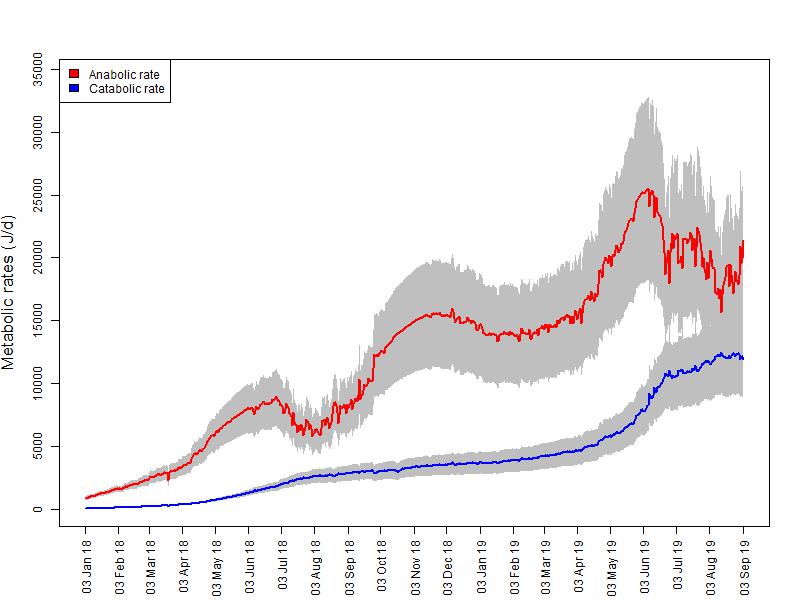 Anabolic rate
Catabolic rate
Metabolic rates (J/d)
35000
30000
25000
20000
15000
10000
5000
0
03 Jan 18
03 Feb 18
03 Mar 18
03 Apr 18
03 May 18
03 Jun 18
03 Jul 18
03 Aug 18
03 Sep 18
03 Oct 18
03 Nov 18
03 Dec 18
03 Jan 19
03 Feb 19
03 Mar 19
03 Apr 19
03 May 19
03 Jun 19
03 Jul 19
03 Aug 19
03 Sep 19